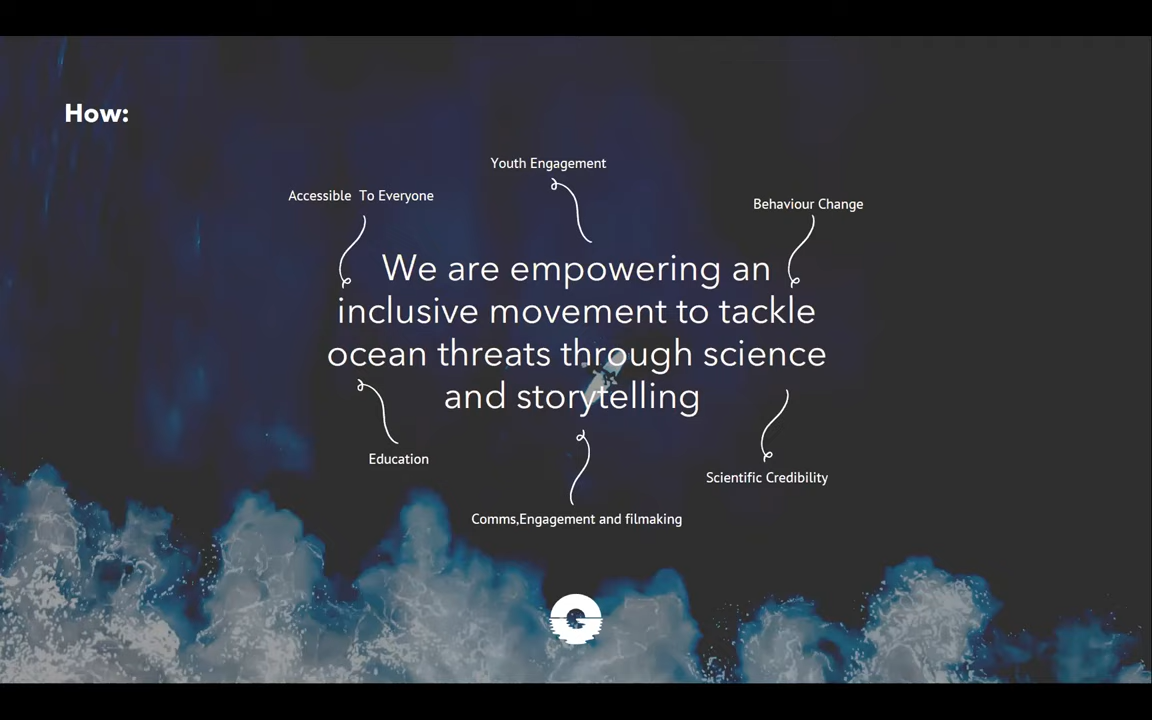 How:
Youth Engagement
Accessible  To Everyone
Behaviour Change
We are empowering an
inclusive movement to tackle
ocean threats through science
and storytelling
Education
Scientific Credibility
Comms,Engagement and filmaking